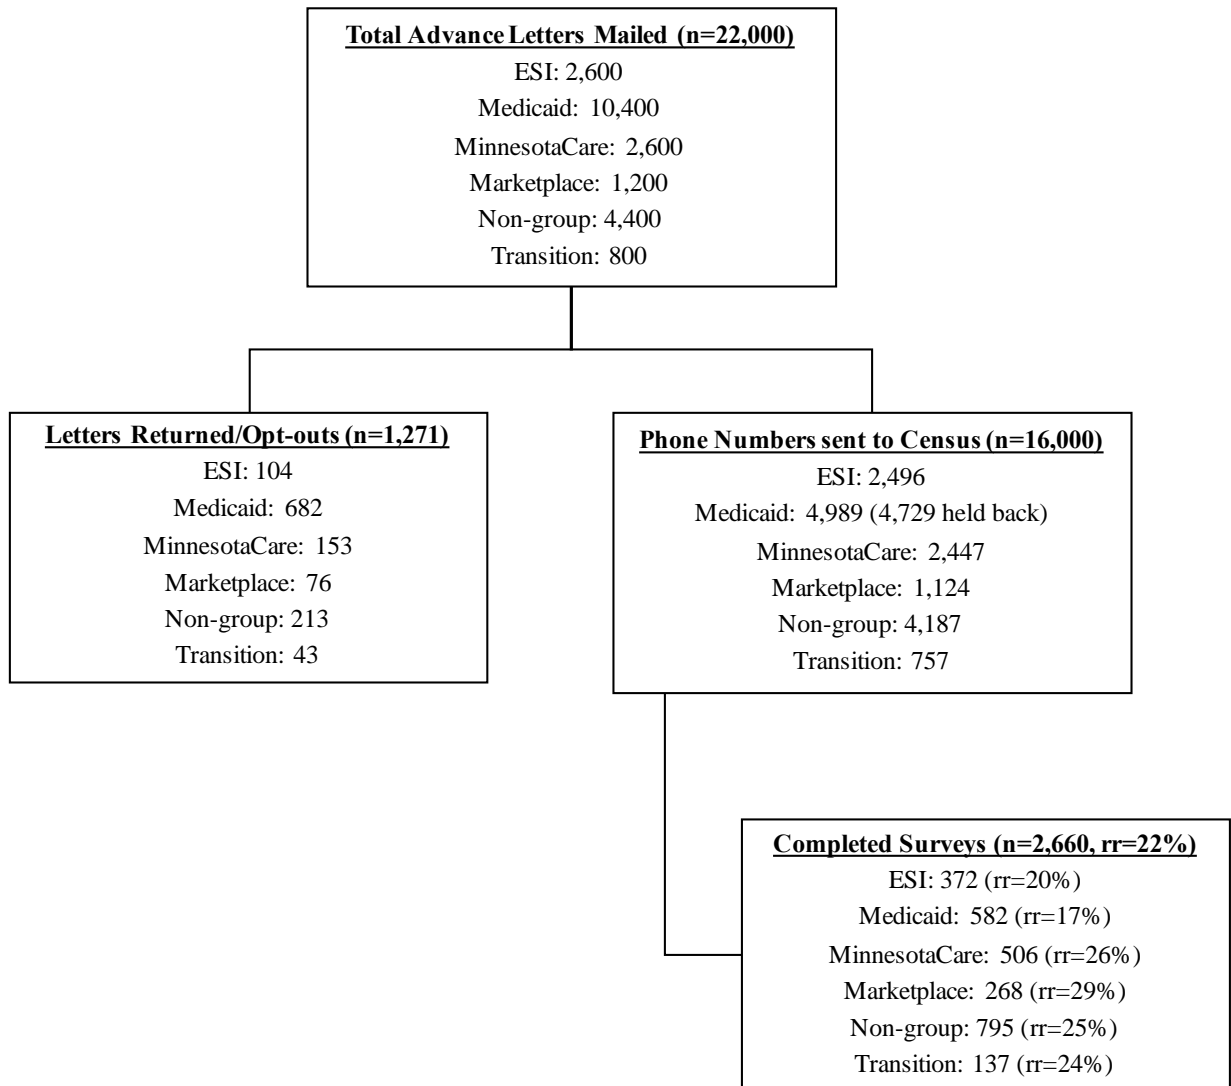 Total Advance Letters Mailed (n=22,000)
ESI: 2,600
Medicaid: 10,400
MinnesotaCare: 2,600
Marketplace: 1,200
Non-group: 4,400
Transition: 800
Letters Returned/Opt-outs (n=1,271)
ESI: 104
Medicaid: 682
MinnesotaCare: 153
Marketplace: 76
Non-group: 213
Transition: 43
Phone Numbers sent to Census (n=16,000)
ESI: 2,496
Medicaid: 4,989 (4,729 held back)
MinnesotaCare: 2,447
Marketplace: 1,124
Non-group: 4,187
Transition: 757
Completed Surveys (n=2,660, rr=22%)
ESI: 372 (rr=20%)
Medicaid: 582 (rr=17%)
MinnesotaCare: 506 (rr=26%)
Marketplace: 268 (rr=29%)
Non-group: 795 (rr=25%)
Transition: 137 (rr=24%)